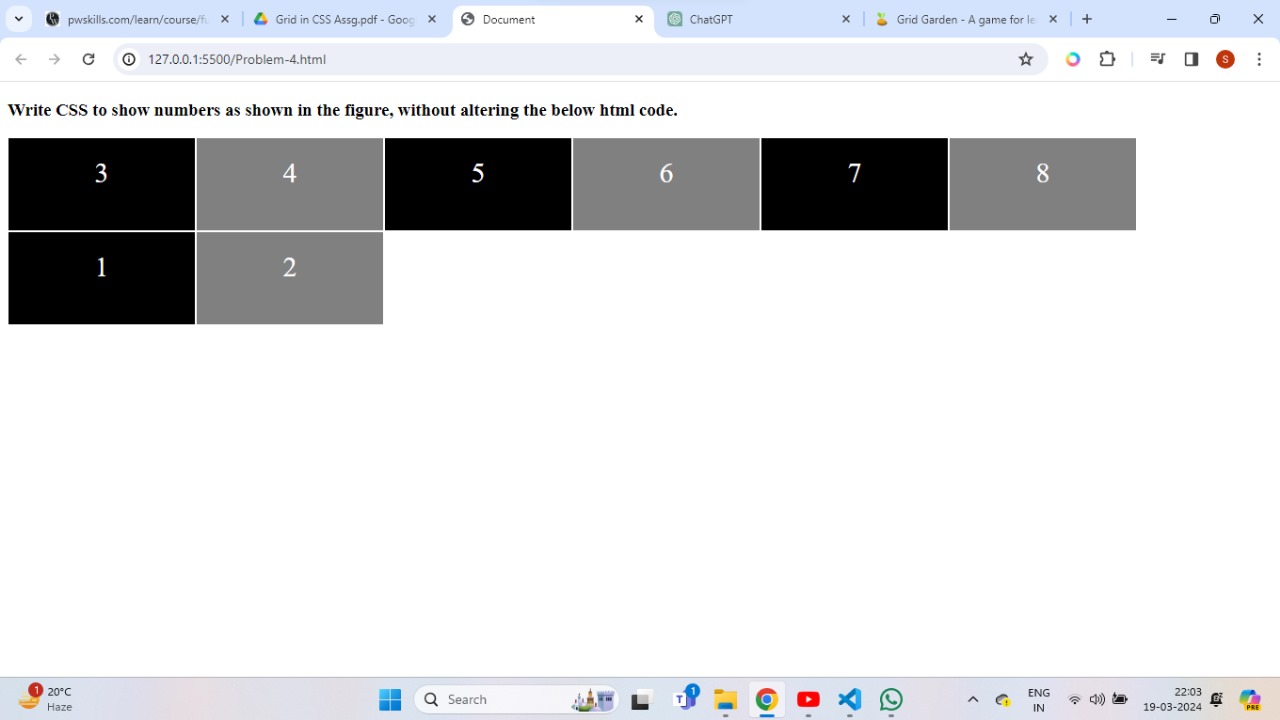 pwskills.com/learn/course/fu
Grid in CSS Assg.pdf - Goog
Document
ChatGPT
Grid Garden - A game for le
127.0.0.1:5500/Problem-4.html
S
Write CSS to show numbers as shown in the figure, without altering the below html code.
3 4 5 6 7 8
1 2
1
20°C
Haze
Search
1
ENG
IN
22:03
19-03-2024
PRE